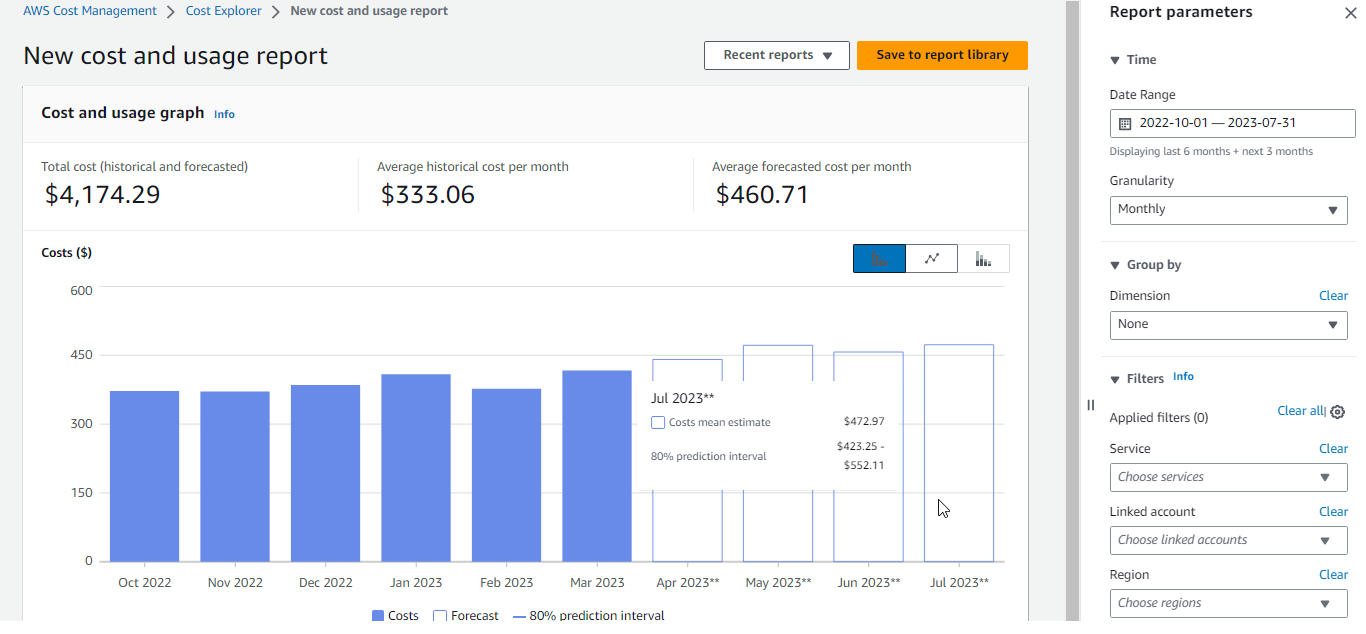 AWS Cost Management > Cost Explorer > New cost and usage report
New cost and usage report
Recent reports
Save to report library
Cost and usage graph Info
Total cost (historical and forecasted)
$4,174.29
Average historical cost per month
$333.06
Average forecasted cost per month
$460.71
Costs ($)
600
450
300
150
0
Jul 2023**
Costs mean estimate $472.97
80% prediction interval $423.25 -
$552.11
Oct 2022 Nov 2022 Dec 2022 Jan 2023 Feb 2023 Mar 2023 Apr 2023** May 2023** Jun 2023** Jul 2023**
Costs Forecast 80% prediction interval
Report parameters
Time
Date Range
2022-10-01 — 2023-07-31
Displaying last 6 months + next 3 months
Granularity
Monthly
Group by
Dimension Clear
None
Filters Info
Applied filters (0) Clear all
Service Clear
Choose services
Linked account Clear
Choose linked accounts
Region Clear
Choose regions